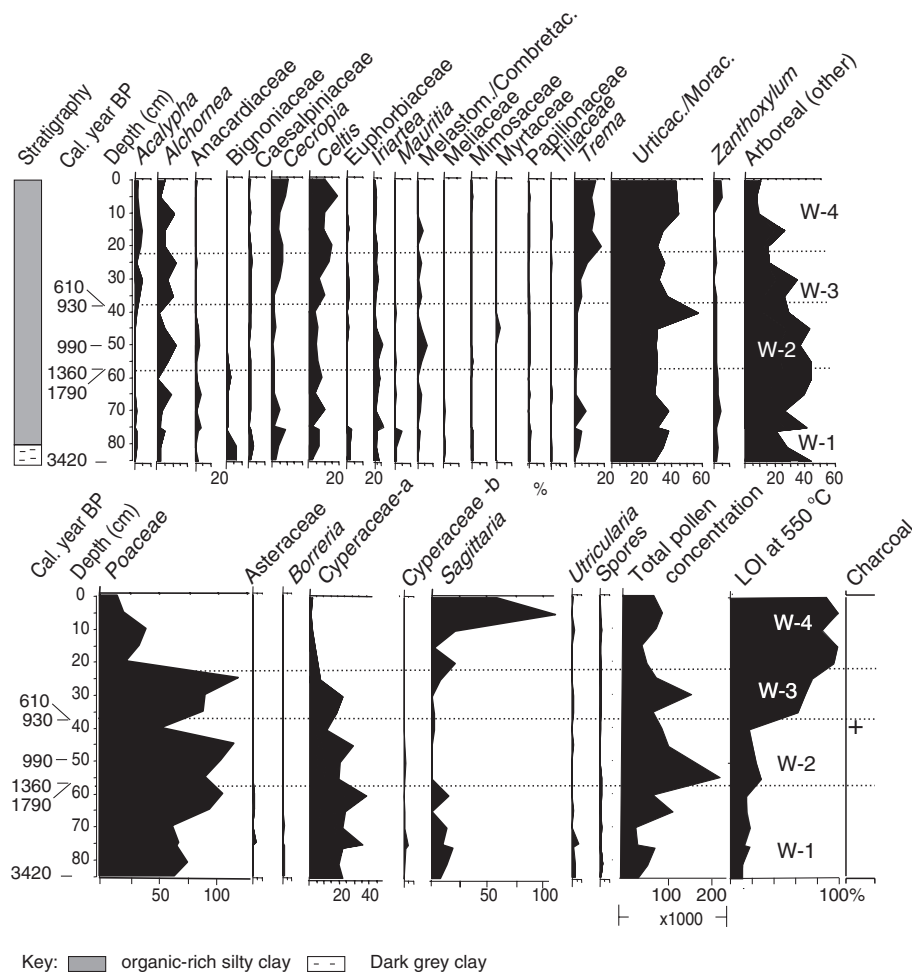 Stratigraphy
Cal. year BP
Depth (cm)
Acalypha
Alchornea
Anacardiaceae
Bignoniaceae
Caesalpiniaceae
Cecropia
Celtis
Euphorbiaceae
Iriartea
Mauritia
Melastom./Combretac.
Meliaceae
Mimosaceae
Myrtaceae
Papilionaceae
Tiliaceae
Trema
Urticac./Morac.
Zanthoxylum
Arboreal (other)
0
10
20
30
40
50
60
70
80
610
930
990
1360
1790
3420
W-4
W-3
W-2
W-1
20 20 20 20 % 20 20 40 60 20 40 60
Cal. year BP
Depth (cm)
Poaceae
Asteraceae
Borreria
Cyperaceae-a
Cyperaceae -b
Sagittaria
Utricularia
Spores
Total pollen
concentration
LOI at 550 °C
Charcoal
0
10
20
30
40
50
60
70
80
610
930
990
1360
1790
3420
W-4
W-3
+
W-2
W-1
50 100 20 40 50 100 100 200 100%
x1000
Key: organic-rich silty clay Dark grey clay